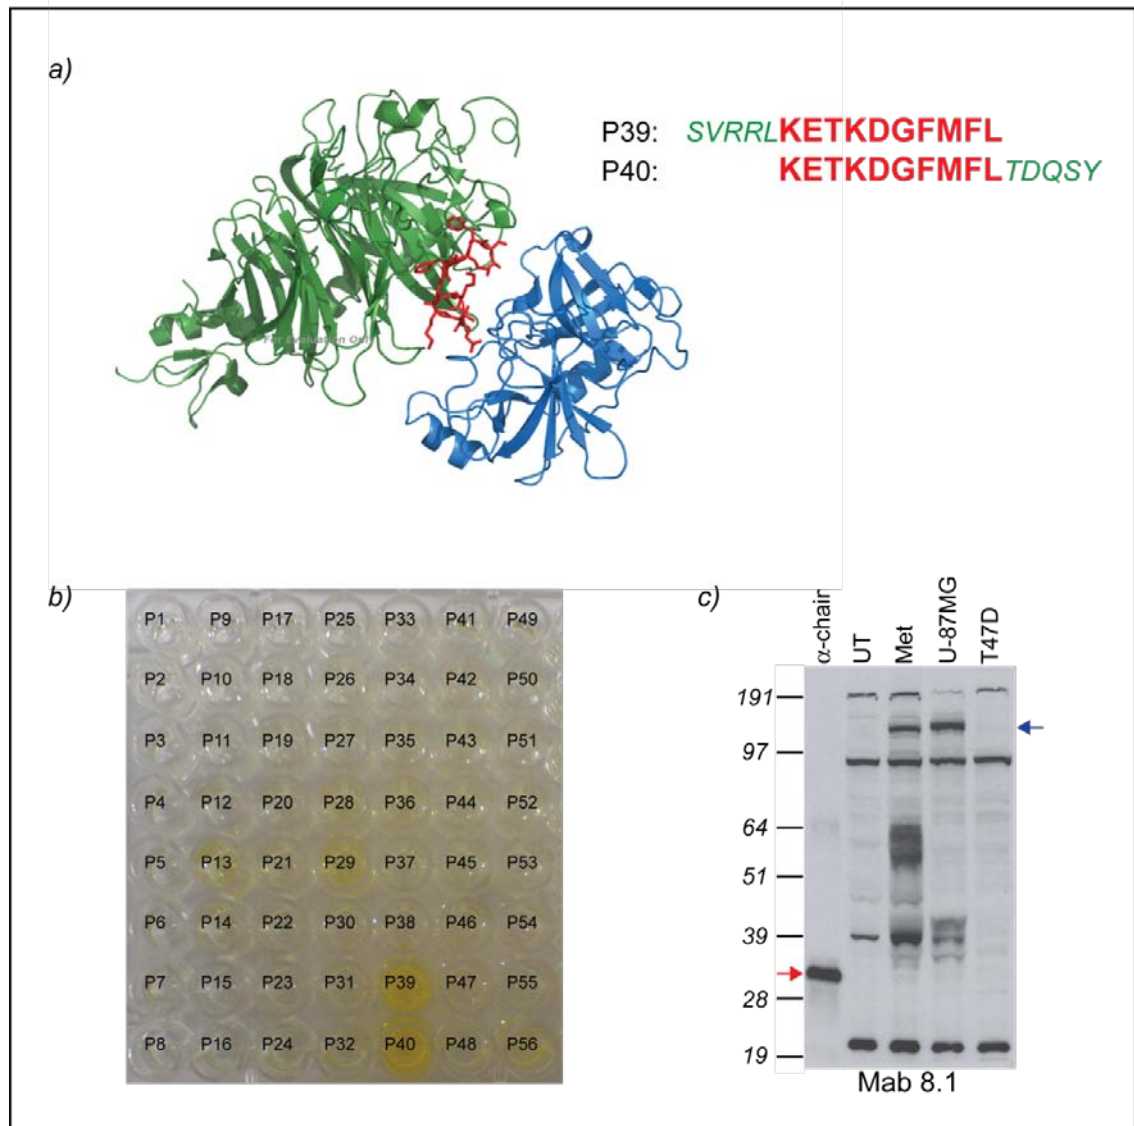 a)
P39: SVRRLKETKDGFMFL
P40: KETKDGFMFLTDQSY
For Evaluation Only
b)
P1 P9 P17 P25 P33 P41 P49
P2 P10 P18 P26 P34 P42 P50
P3 P11 P19 P27 P35 P43 P51
P4 P12 P20 P28 P36 P44 P52
P5 P13 P21 P29 P37 P45 P53
P6 P14 P22 P30 P38 P46 P54
P7 P15 P23 P31 P39 P47 P55
P8 P16 P24 P32 P40 P48 P56
c)
α-chain
UT
Met
U-87MG
T47D
191
97
64
51
39
28
19
Mab 8.1